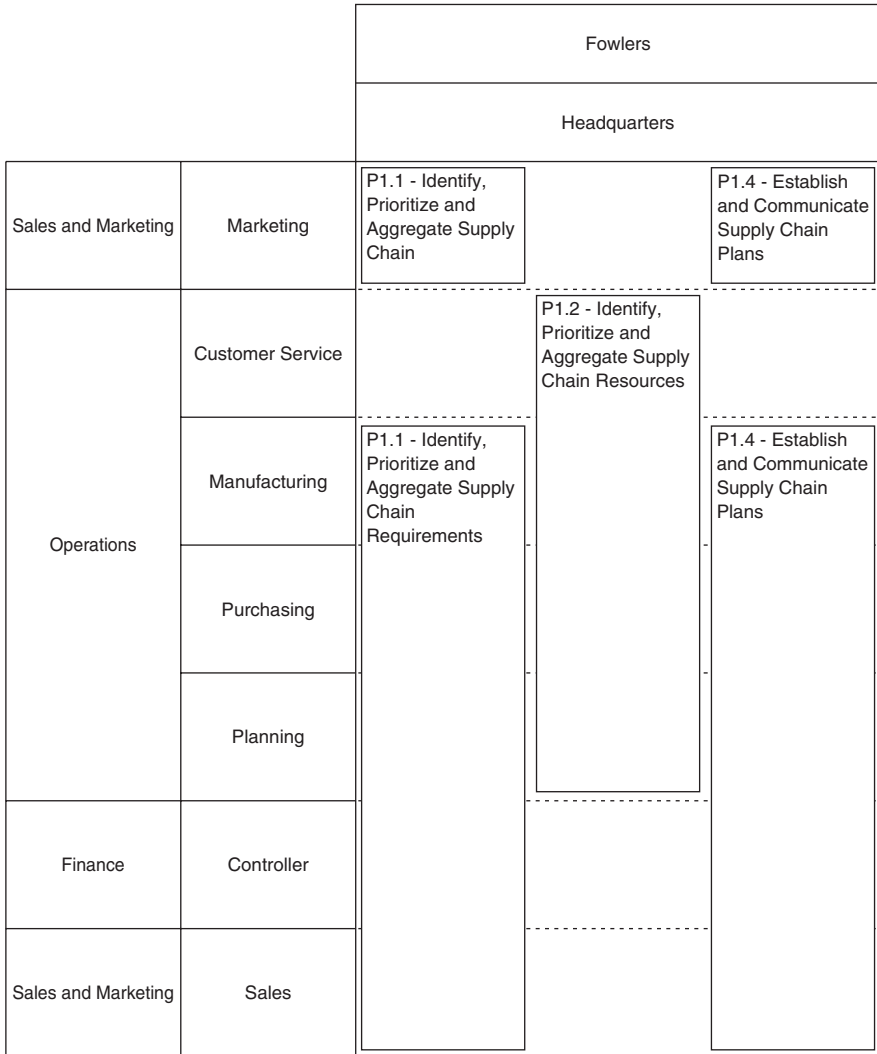 Fowlers
Headquarters
Sales and Marketing
Marketing
P1.1 - Identify,
Prioritize and
Aggregate Supply
Chain
P1.4 - Establish
and Communicate
Supply Chain
Plans
Operations
Customer Service
P1.2 - Identify,
Prioritize and
Aggregate Supply
Chain Resources
Manufacturing
P1.1 - Identify,
Prioritize and
Aggregate Supply
Chain
Requirements
P1.4 - Establish
and Communicate
Supply Chain
Plans
Purchasing
Planning
Finance
Controller
Sales and Marketing
Sales